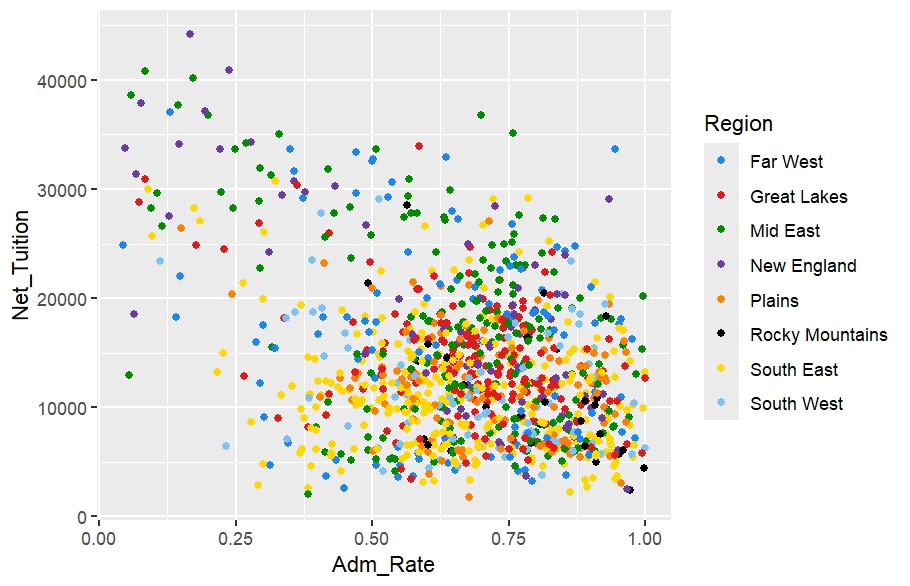 40000
30000
20000
10000
0
Net_Tuition
0.00 0.25 0.50 0.75 1.00
Adm_Rate
Region
Far West
Great Lakes
Mid East
New England
Plains
Rocky Mountains
South East
South West